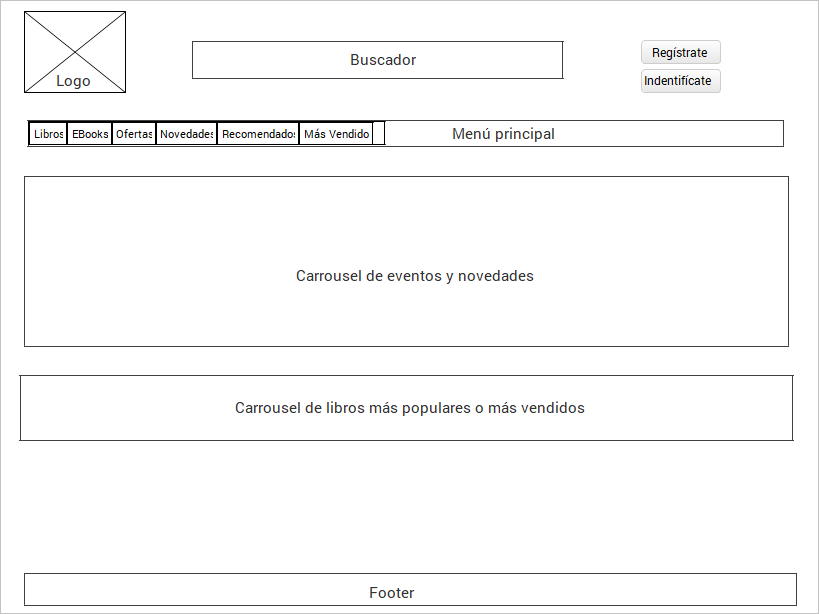 Logo
Buscador
Regístrate
Indentifícate
Libros EBooks Ofertas Novedades Recomendados Más Vendido Menú principal
Carrousel de eventos y novedades
Carrousel de libros más populares o más vendidos
Footer